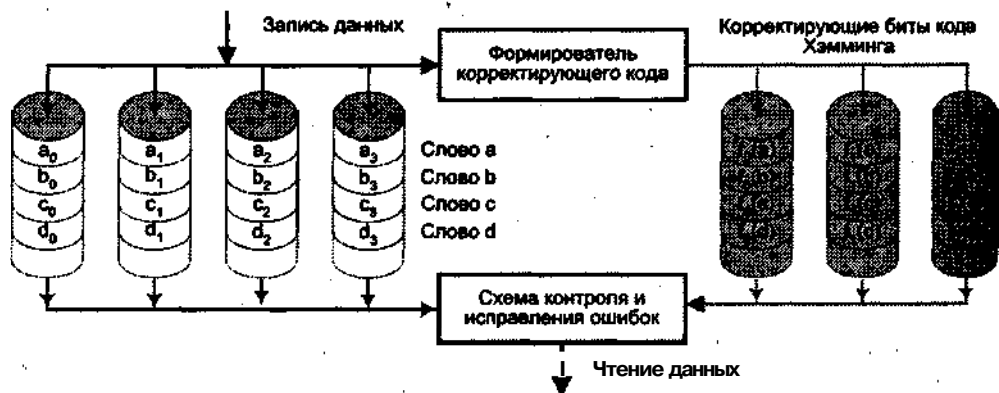 Запись данных
Формирователь
корректирующего кода
Корректирующие биты кода
Хэмминга
a0 a1 a2 a3 Слово a
b0 b1 b2 b3 Слово b
c0 c1 c2 c3 Слово c
d0 d1 d2 d3 Слово d
Схема контроля и
исправления ошибок
Чтение данных